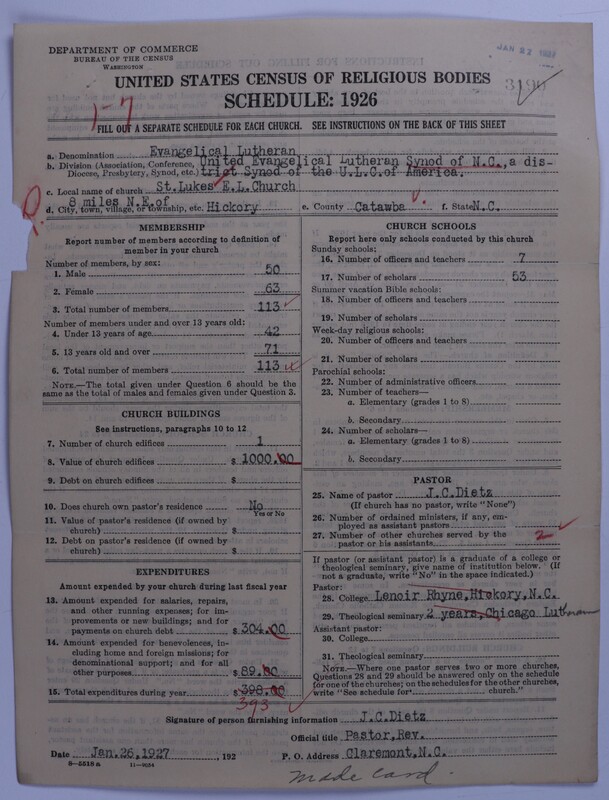 DEPARTMENT OF COMMERCE
BUREAU OF THE CENSUS
WASHINGTON
JAN 22 1927
UNITED STATES CENSUS OF RELIGIOUS BODIES
SCHEDULE: 1926
1-7
FILL OUT A SEPARATE SCHEDULE FOR EACH CHURCH. SEE INSTRUCTIONS ON THE BACK OF THIS SHEET
a. Denomination Evangelical Lutheran
b. Division (Association, Conference, Diocese, Presbytery, Synod, etc.) United Evangelical Lutheran Synod of N.C., a district Synod of the U.L.C. of America.
c. Local name of church St.Lukes E.L.Church
d. City, town, village, or township, etc. 8 miles N.E.of Hickory e. County Catawba f. State N.C.
MEMBERSHIP
Report number of members according to definition of
member in your church
Number of members, by sex:
1. Male 50
2. Female 63
3. Total number of members 113
Number of members under and over 13 years old:
4. Under 13 years of age 42
5. 13 years old and over 71
6. Total number of members 113
NOTE.—The total given under Question 6 should be
same as the total of males and females given under Question 3.
CHURCH BUILDINGS
See instructions, paragraphs 10 to 12
7. Number of church edifices 1
8. Value of church edifices $ 1000.00
9. Debt on church edifices $
10. Does church own pastor's residence No
Yes or No
11. Value of pastor's residence (if owned by
church) $
12. Debt on pastor's residence (if owned by
church) $
EXPENDITURES
Amount expended by your church during last fiscal year
13. Amount expended for salaries, repairs,
and other running expenses; for im-
provements or new buildings; and for
payments on church debt $ 304.00
14. Amount expended for benevolences, in-
cluding home and foreign missions; for
denominational support; and for all
other purposes $ 89.00
15. Total expenditures during year $ 398.00
393
CHURCH SCHOOLS
Report here only schools conducted by this church
Sunday schools:
16. Number of officers and teachers 7
17. Number of scholars 53
Summer vacation Bible schools:
18. Number of officers and teachers
19. Number of scholars
Week-day religious schools:
20. Number of officers and teachers
21. Number of scholars
Parochial schools:
22. Number of administrative officers
23. Number of teachers—
a. Elementary (grades 1 to 8)
b. Secondary
24. Number of scholars—
a. Elementary (grades 1 to 8)
b. Secondary
PASTOR
25. Name of pastor J.C.Dietz
(If church has no pastor, write "None")
26. Number of ordained ministers, if any, em-
ployed as assistant pastors
27. Number of other churches served by the
pastor or his assistants 2
If pastor (or assistant pastor) is a graduate of a college or
theological seminary, give name of institution below. (If
not a graduate, write "No" in the space indicated.)
Pastor:
28. College Lenoir Rhyne,Hickory,N.C.
29. Theological seminary 2 years,Chicago Lutheran
Assistant pastor:
30. College
31. Theological seminary
NOTE.—Where one pastor serves two or more churches,
Questions 28 and 29 should be answered only on the schedule
for one of the churches; on the schedules for the other churches,
write "See schedule for church."
Signature of person furnishing information J.C.Dietz
Official title Pastor,Rev.
Date Jan.26,1927 , 192 P. O. Address Claremont,N.C.
8—5518 a
made card.